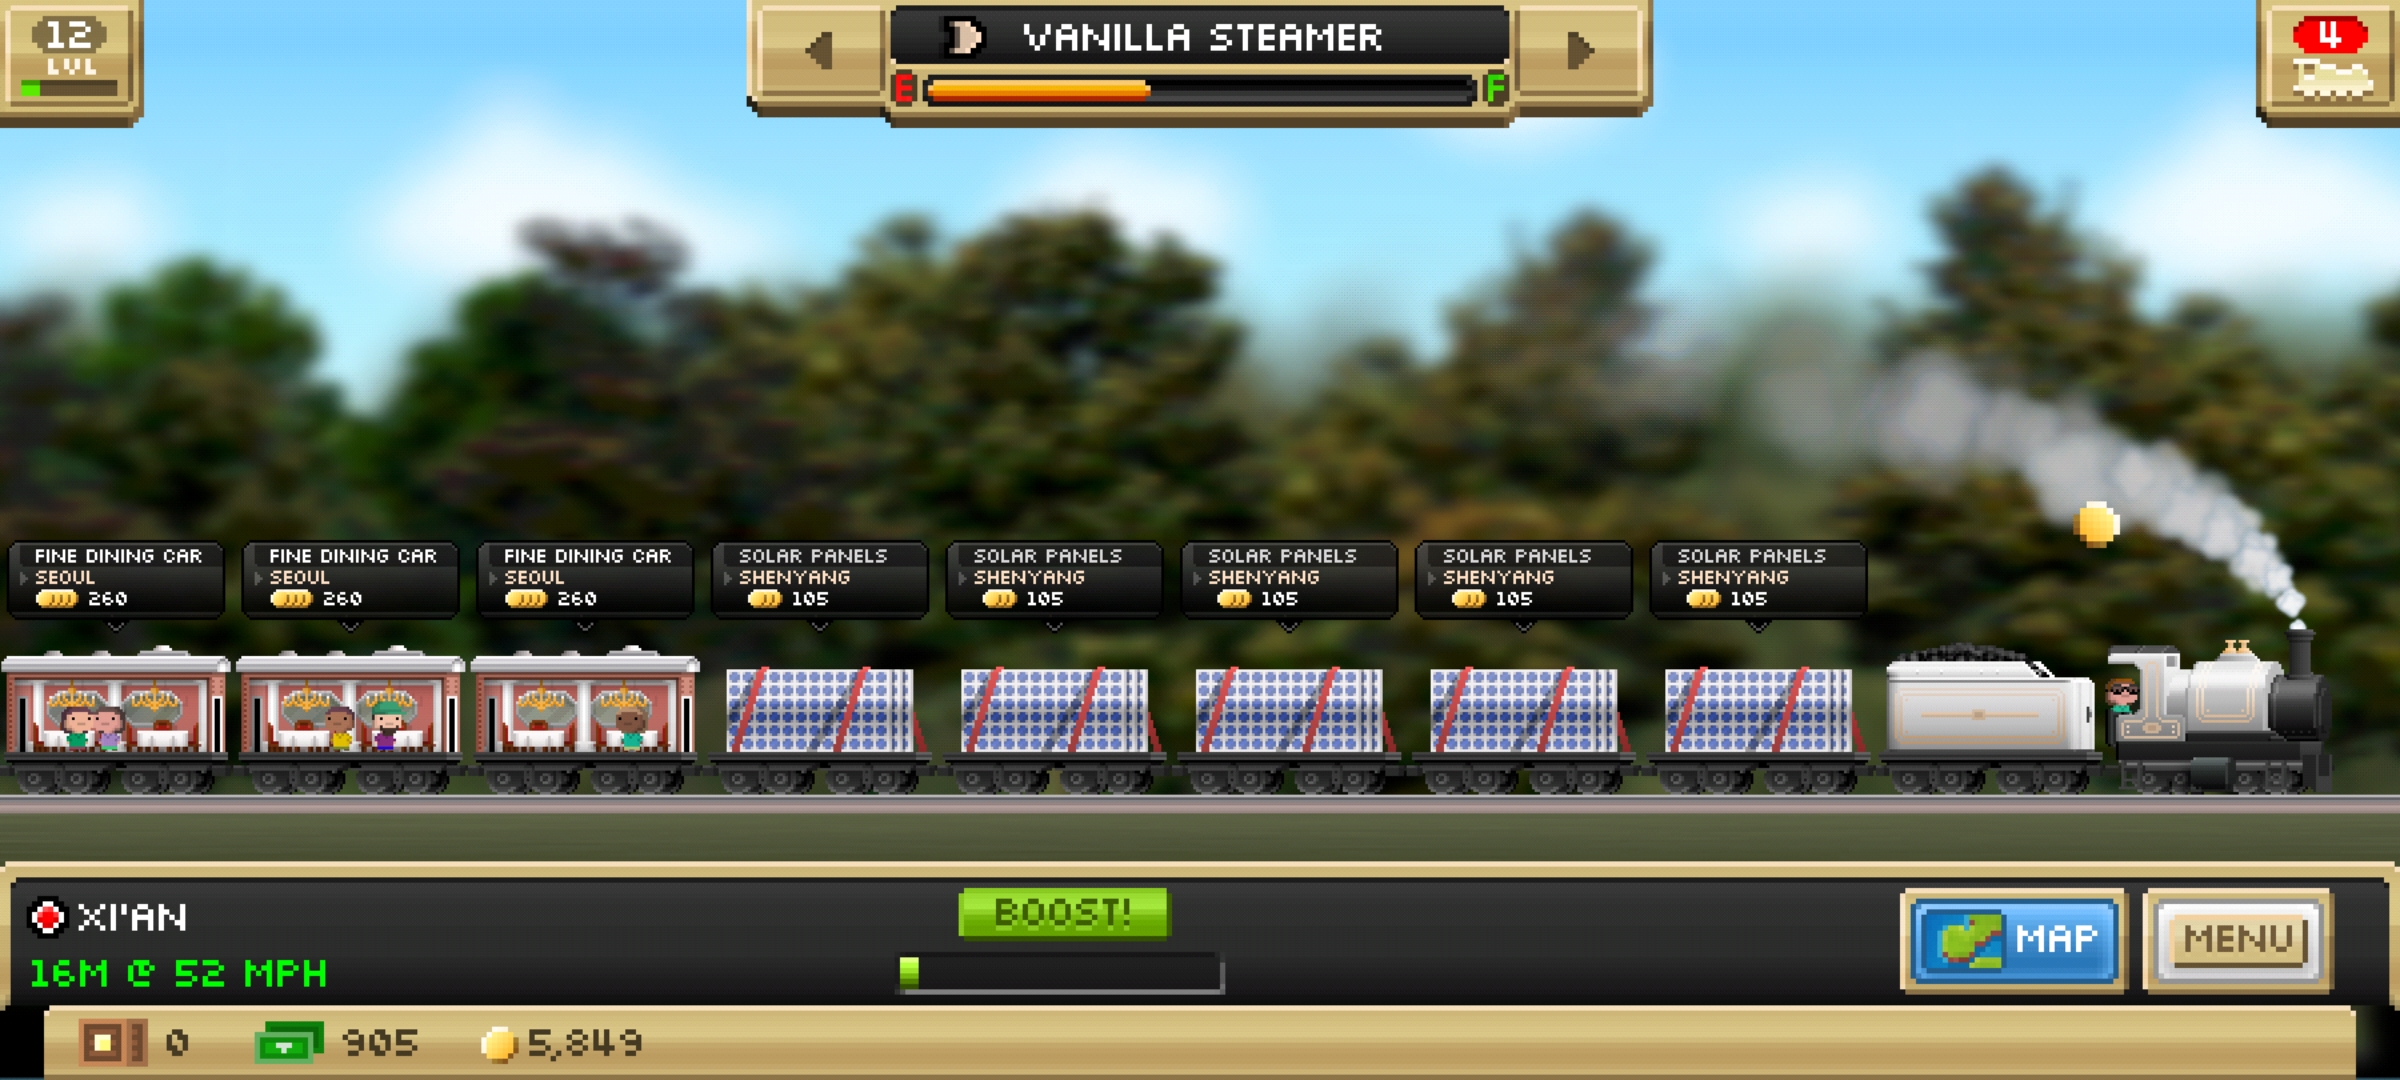 12
LVL
VANILLA STEAMER
E
F
4
FINE DINING CAR
SEOUL
260
FINE DINING CAR
SEOUL
260
FINE DINING CAR
SEOUL
260
SOLAR PANELS
SHENYANG
105
SOLAR PANELS
SHENYANG
105
SOLAR PANELS
SHENYANG
105
SOLAR PANELS
SHENYANG
105
SOLAR PANELS
SHENYANG
105
XI'AN
16M @ 52 MPH
BOOST!
MAP
MENU
0
905
5,849